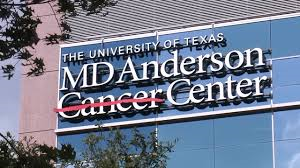 THE UNIVERSITY OF TEXAS
MD Anderson
Cancer Center